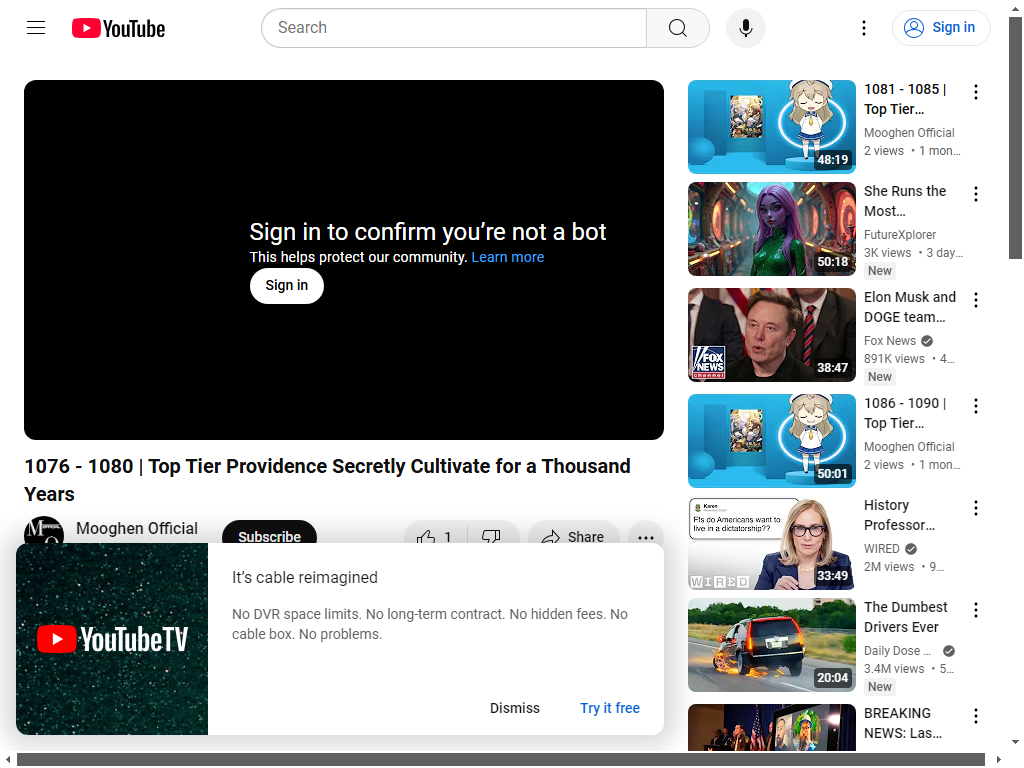 YouTube
Search
Sign in
Sign in to confirm you’re not a bot
This helps protect our community. Learn more
Sign in
1076 - 1080 | Top Tier Providence Secretly Cultivate for a Thousand
Years
Mooghen Official
Subscribe
1
Share
YouTubeTV
It’s cable reimagined
No DVR space limits. No long-term contract. No hidden fees. No
cable box. No problems.
Dismiss
Try it free
48:19
1081 - 1085 |
Top Tier…
Mooghen Official
2 views • 1 mon…
50:18
She Runs the
Most…
FutureXplorer
3K views • 3 day…
New
FOX
NEWS
channel
38:47
Elon Musk and
DOGE team…
Fox News
891K views • 4…
New
50:01
1086 - 1090 |
Top Tier…
Mooghen Official
2 views • 1 mon…
Karen
Ffs do Americans want to
live in a dictatorship??
WIRED
33:49
History
Professor…
WIRED
2M views • 9…
20:04
The Dumbest
Drivers Ever
Daily Dose …
3.4M views • 5…
New
BREAKING
NEWS: Las…